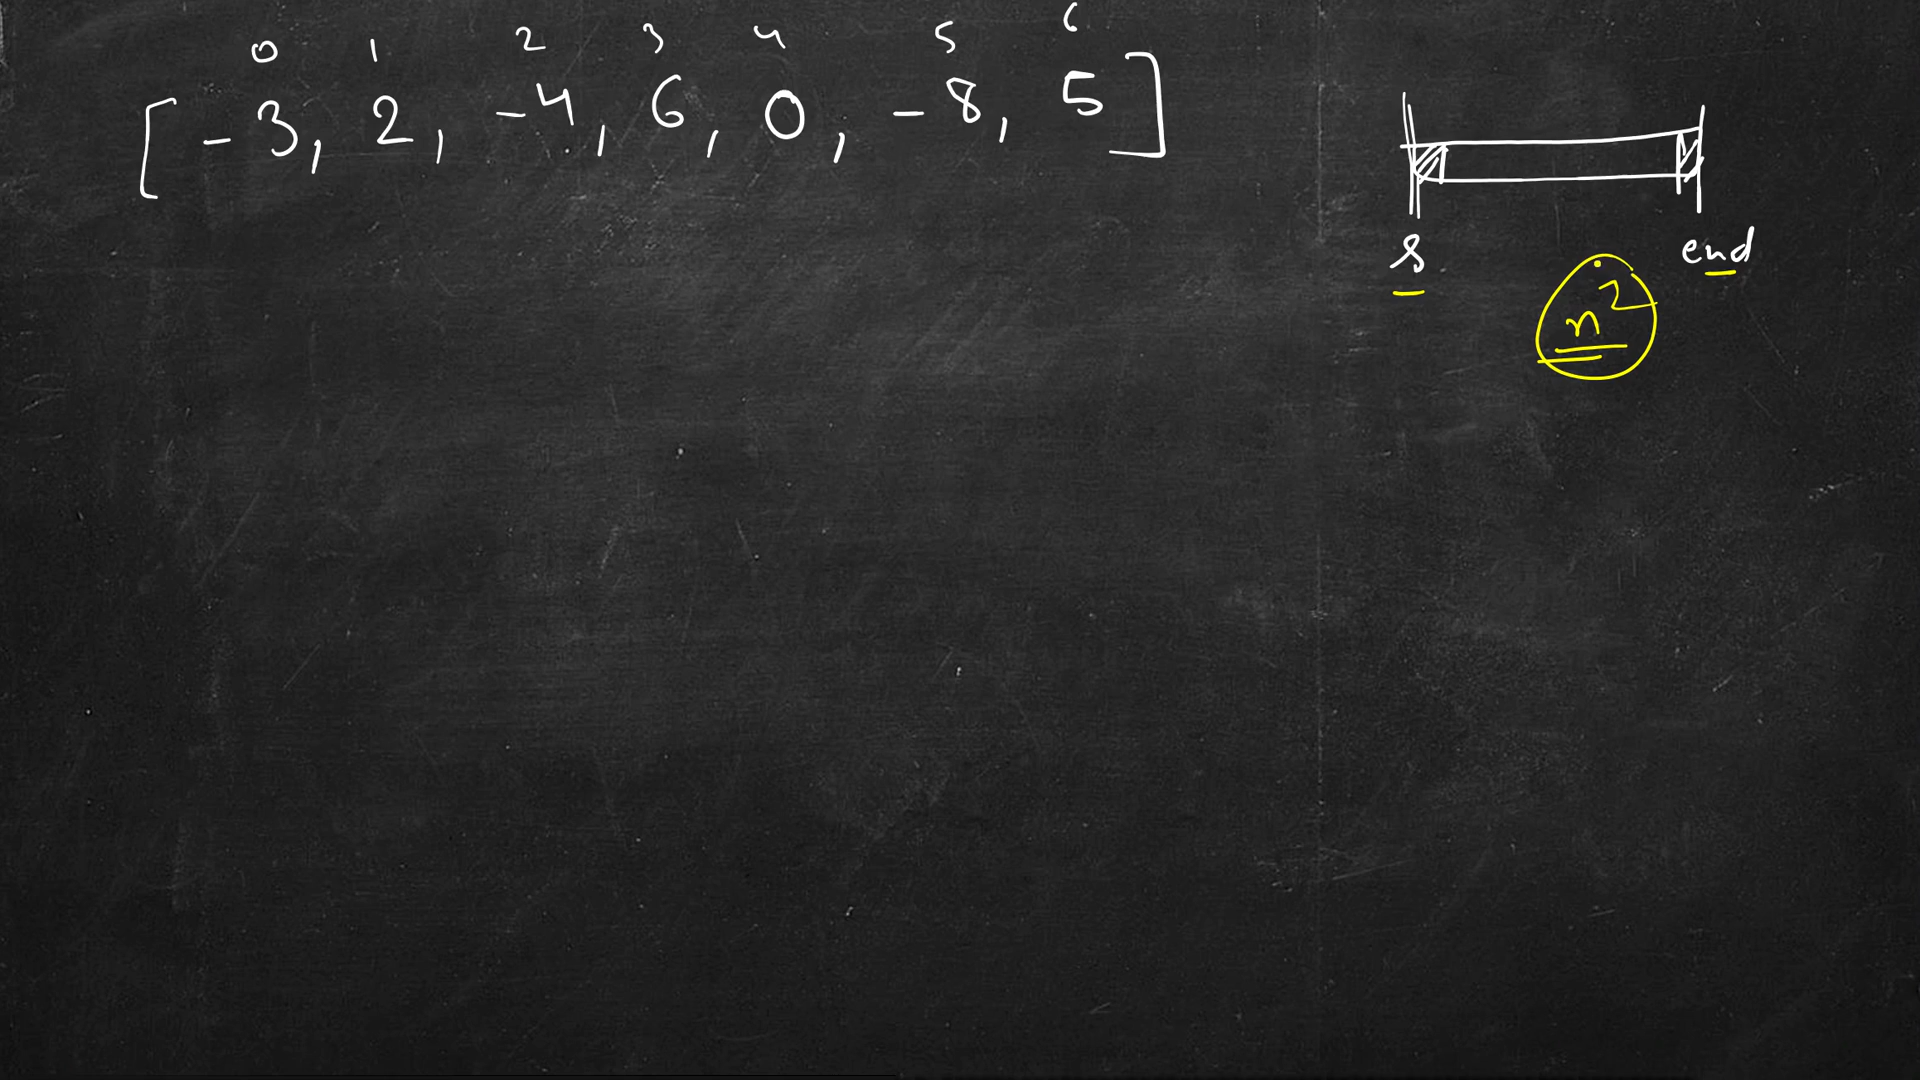 0 1 2 3 4 5 6
[ -3, 2, -4, 6, 0, -8, 5 ]
s end
n²